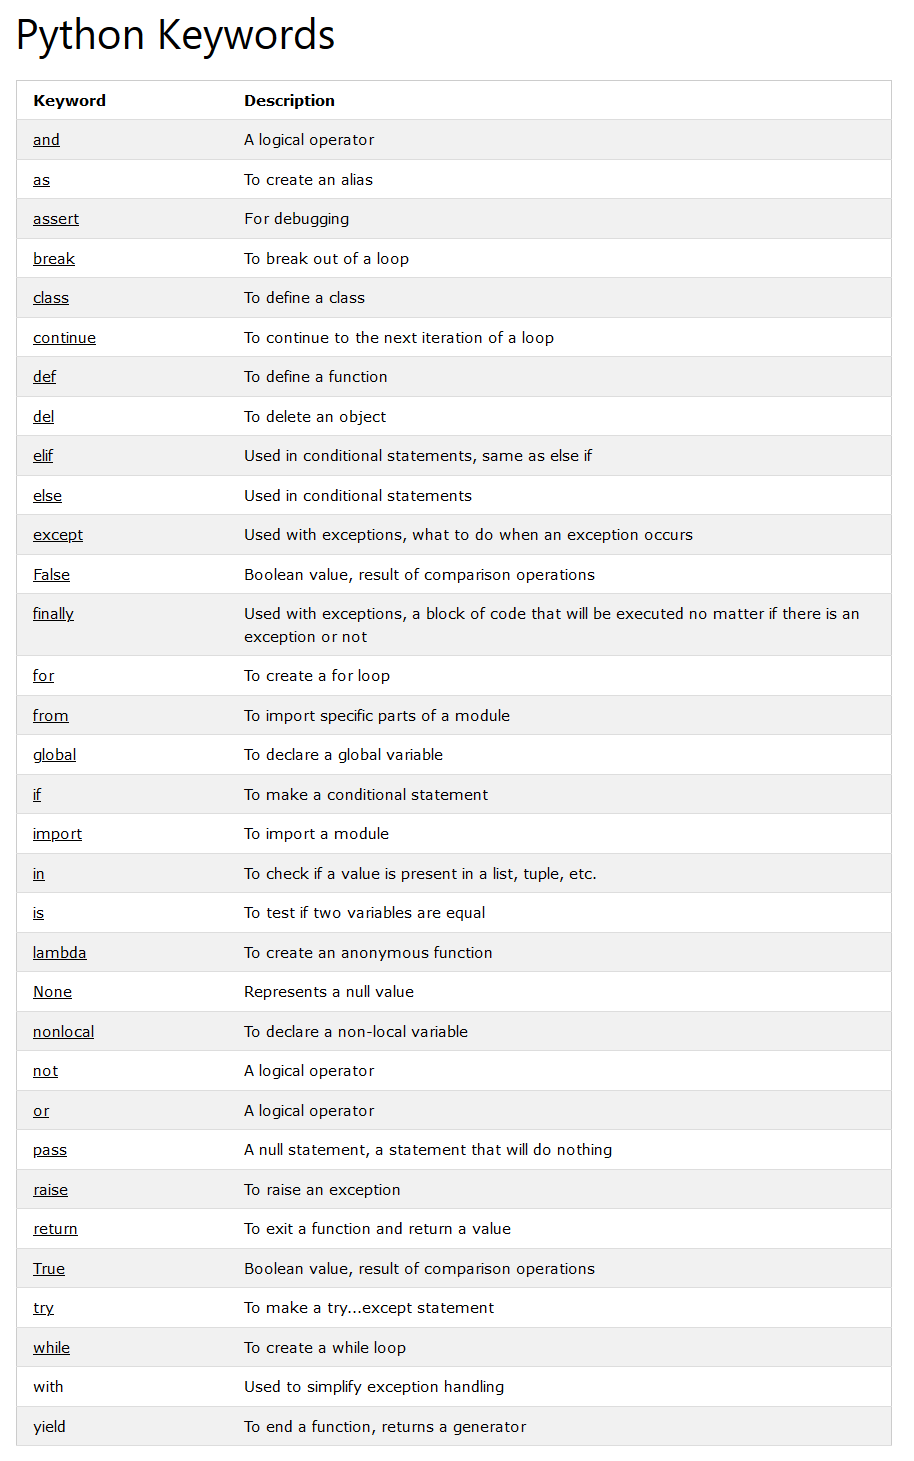 Python Keywords
Keyword Description
and A logical operator
as To create an alias
assert For debugging
break To break out of a loop
class To define a class
continue To continue to the next iteration of a loop
def To define a function
del To delete an object
elif Used in conditional statements, same as else if
else Used in conditional statements
except Used with exceptions, what to do when an exception occurs
False Boolean value, result of comparison operations
finally Used with exceptions, a block of code that will be executed no matter if there is an
exception or not
for To create a for loop
from To import specific parts of a module
global To declare a global variable
if To make a conditional statement
import To import a module
in To check if a value is present in a list, tuple, etc.
is To test if two variables are equal
lambda To create an anonymous function
None Represents a null value
nonlocal To declare a non-local variable
not A logical operator
or A logical operator
pass A null statement, a statement that will do nothing
raise To raise an exception
return To exit a function and return a value
True Boolean value, result of comparison operations
try To make a try...except statement
while To create a while loop
with Used to simplify exception handling
yield To end a function, returns a generator